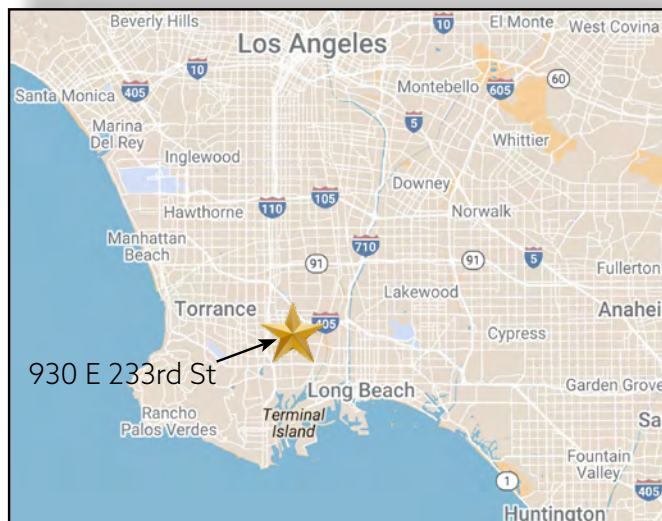 Beverly Hills
10
El Monte
West Covina
Los Angeles
10
60
Santa Monica
405
Montebello
605
Marina
Del Rey
5
Whittier
Inglewood
Downey
Hawthorne
110
105
Norwalk
Manhattan
Beach
710
91
91
5
Fullerton
Torrance
405
Lakewood
Anahei
Cypress
930 E 233rd St
Long Beach
Garden Grove
Rancho
Palos Verdes
Terminal
Island
Sa
Fountain
Valley
1
405
Huntington